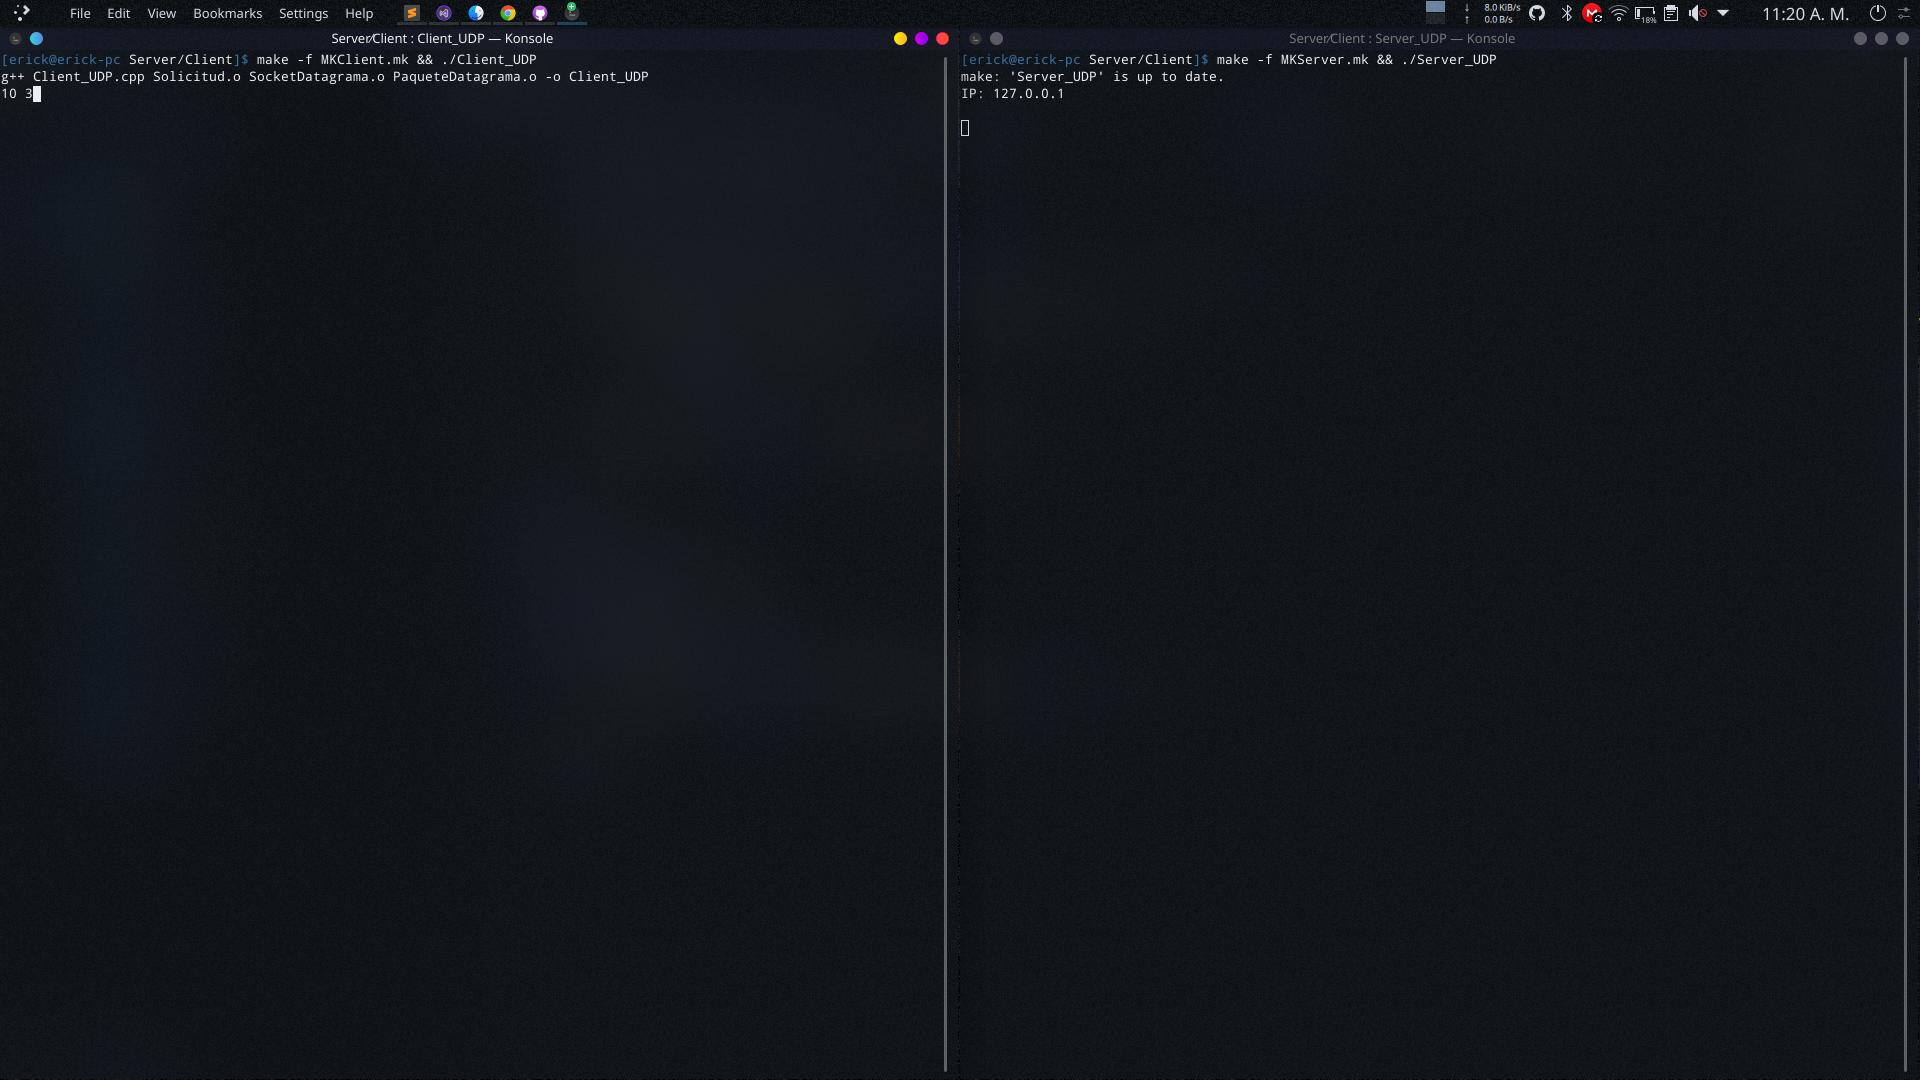 File Edit View Bookmarks Settings Help
8.0 KiB/s
0.0 B/s
18%
11:20 A. M.
Server/Client : Client_UDP — Konsole
[erick@erick-pc Server/Client]$ make -f MKClient.mk && ./Client_UDP
g++ Client_UDP.cpp Solicitud.o SocketDatagrama.o PaqueteDatagrama.o -o Client_UDP
10 3
Server/Client : Server_UDP — Konsole
[erick@erick-pc Server/Client]$ make -f MKServer.mk && ./Server_UDP
make: 'Server_UDP' is up to date.
IP: 127.0.0.1